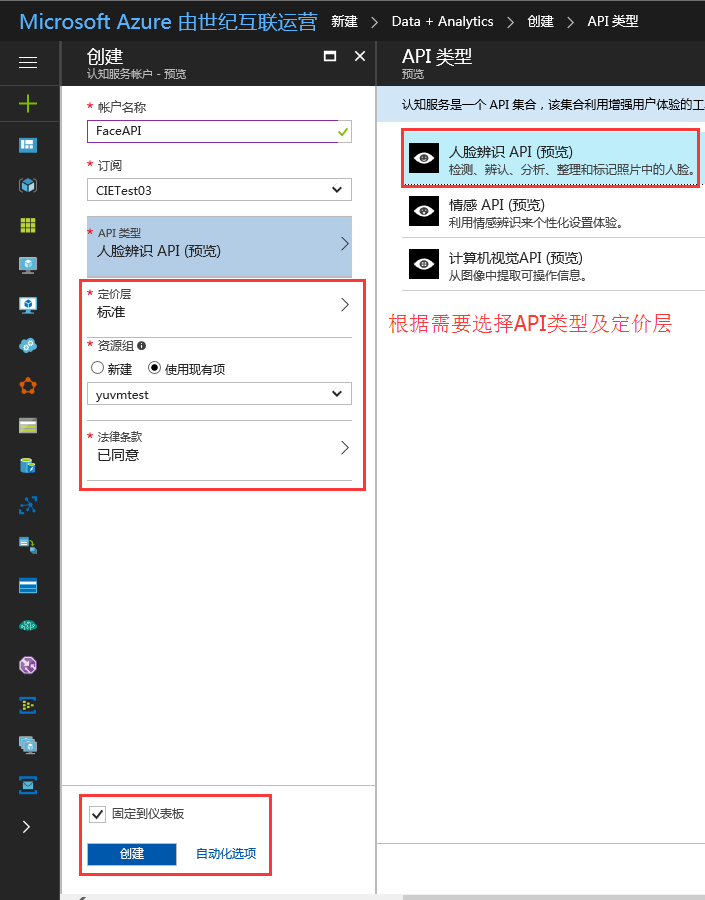 Microsoft Azure 由世纪互联运营 新建 Data + Analytics 创建 API 类型
创建
认知服务帐户 - 预览
* 帐户名称
FaceAPI
* 订阅
CIETest03
* API 类型
人脸辨识 API (预览)
* 定价层
标准
* 资源组
新建 使用现有项
yuvmtest
* 法律条款
已同意
固定到仪表板
创建 自动化选项
API 类型
预览
认知服务是一个 API 集合，该集合利用增强用户体验的工
人脸辨识 API (预览)
检测、辨认、分析、整理和标记照片中的人脸。
情感 API (预览)
利用情感辨识来个性化设置体验。
计算机视觉API (预览)
从图像中提取可操作信息。
根据需要选择API类型及定价层